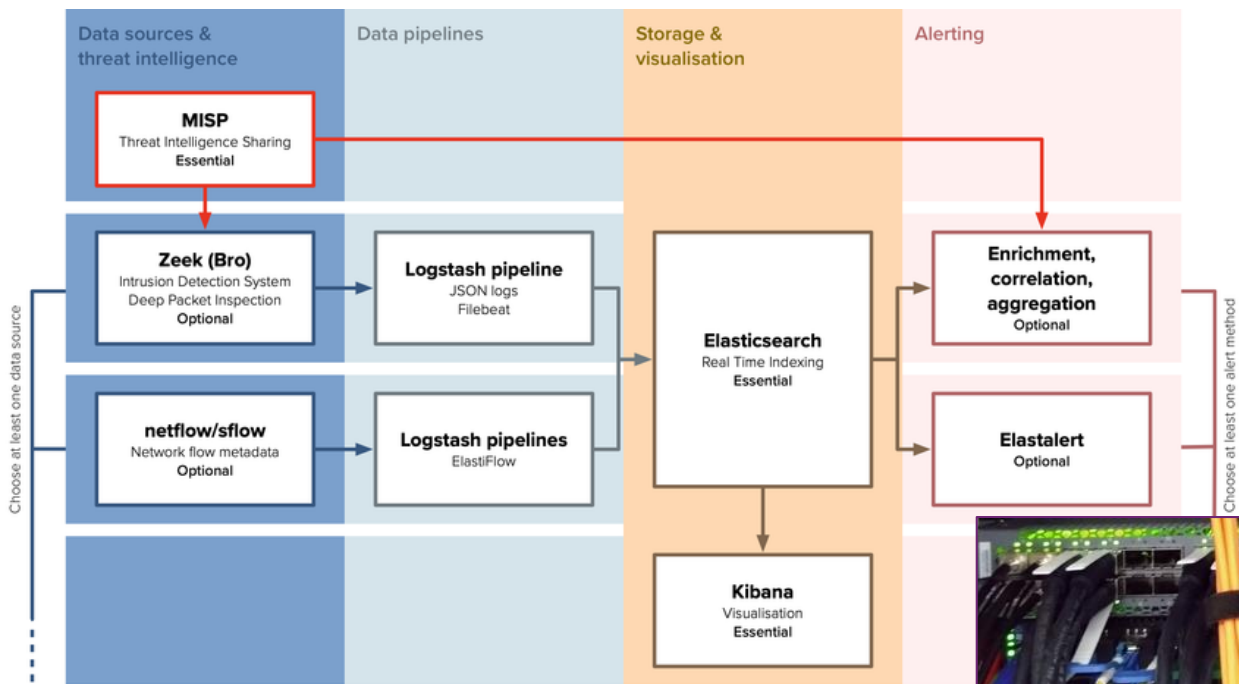 Data sources &
threat intelligence
Data pipelines
Storage &
visualisation
Alerting
MISP
Threat Intelligence Sharing
Essential
Choose at least one data source
Zeek (Bro)
Intrusion Detection System
Deep Packet Inspection
Optional
Logstash pipeline
JSON logs
Filebeat
Elasticsearch
Real Time Indexing
Essential
Enrichment,
correlation,
aggregation
Optional
Choose at least one alert method
netflow/sflow
Network flow metadata
Optional
Logstash pipelines
ElastiFlow
Elastalert
Optional
Kibana
Visualisation
Essential